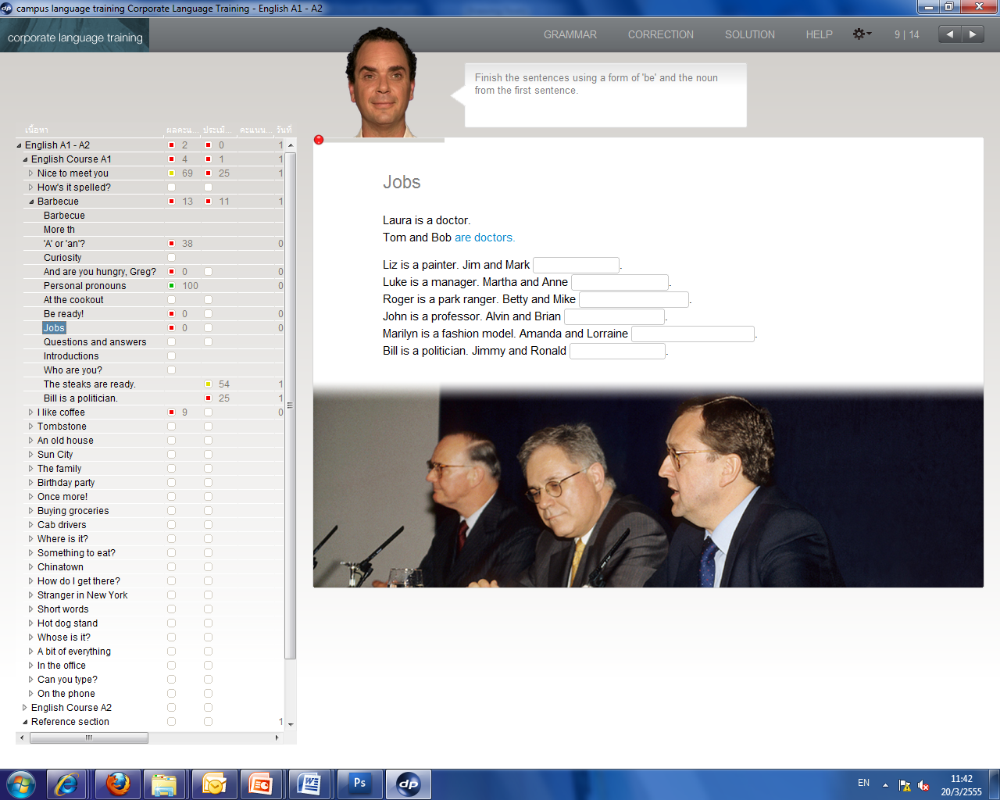 campus language training Corporate Language Training - English A1 - A2
corporate language training
GRAMMAR CORRECTION SOLUTION HELP 9 | 14
Finish the sentences using a form of 'be' and the noun
from the first sentence.
เนื้อหา ผลคะแ... ประเมิ... คะแนน... วันที่
English A1 - A2 2 0 1
English Course A1 4 1 1
Nice to meet you 69 25 1
How's it spelled?
Barbecue 13 11 1
Barbecue
More th
'A' or 'an'? 38 0
Curiosity
And are you hungry, Greg? 0 0
Personal pronouns 100 0
At the cookout
Be ready! 0 0
Jobs 0 0
Questions and answers
Introductions
Who are you?
The steaks are ready. 54 1
Bill is a politician. 25 1
I like coffee 9 0
Tombstone
An old house
Sun City
The family
Birthday party
Once more!
Buying groceries
Cab drivers
Where is it?
Something to eat?
Chinatown
How do I get there?
Stranger in New York
Short words
Hot dog stand
Whose is it?
A bit of everything
In the office
Can you type?
On the phone
English Course A2
Reference section 1
Jobs
Laura is a doctor.
Tom and Bob are doctors.
Liz is a painter. Jim and Mark .
Luke is a manager. Martha and Anne .
Roger is a park ranger. Betty and Mike .
John is a professor. Alvin and Brian .
Marilyn is a fashion model. Amanda and Lorraine .
Bill is a politician. Jimmy and Ronald .
Ps
dp
EN
11:42
20/3/2555